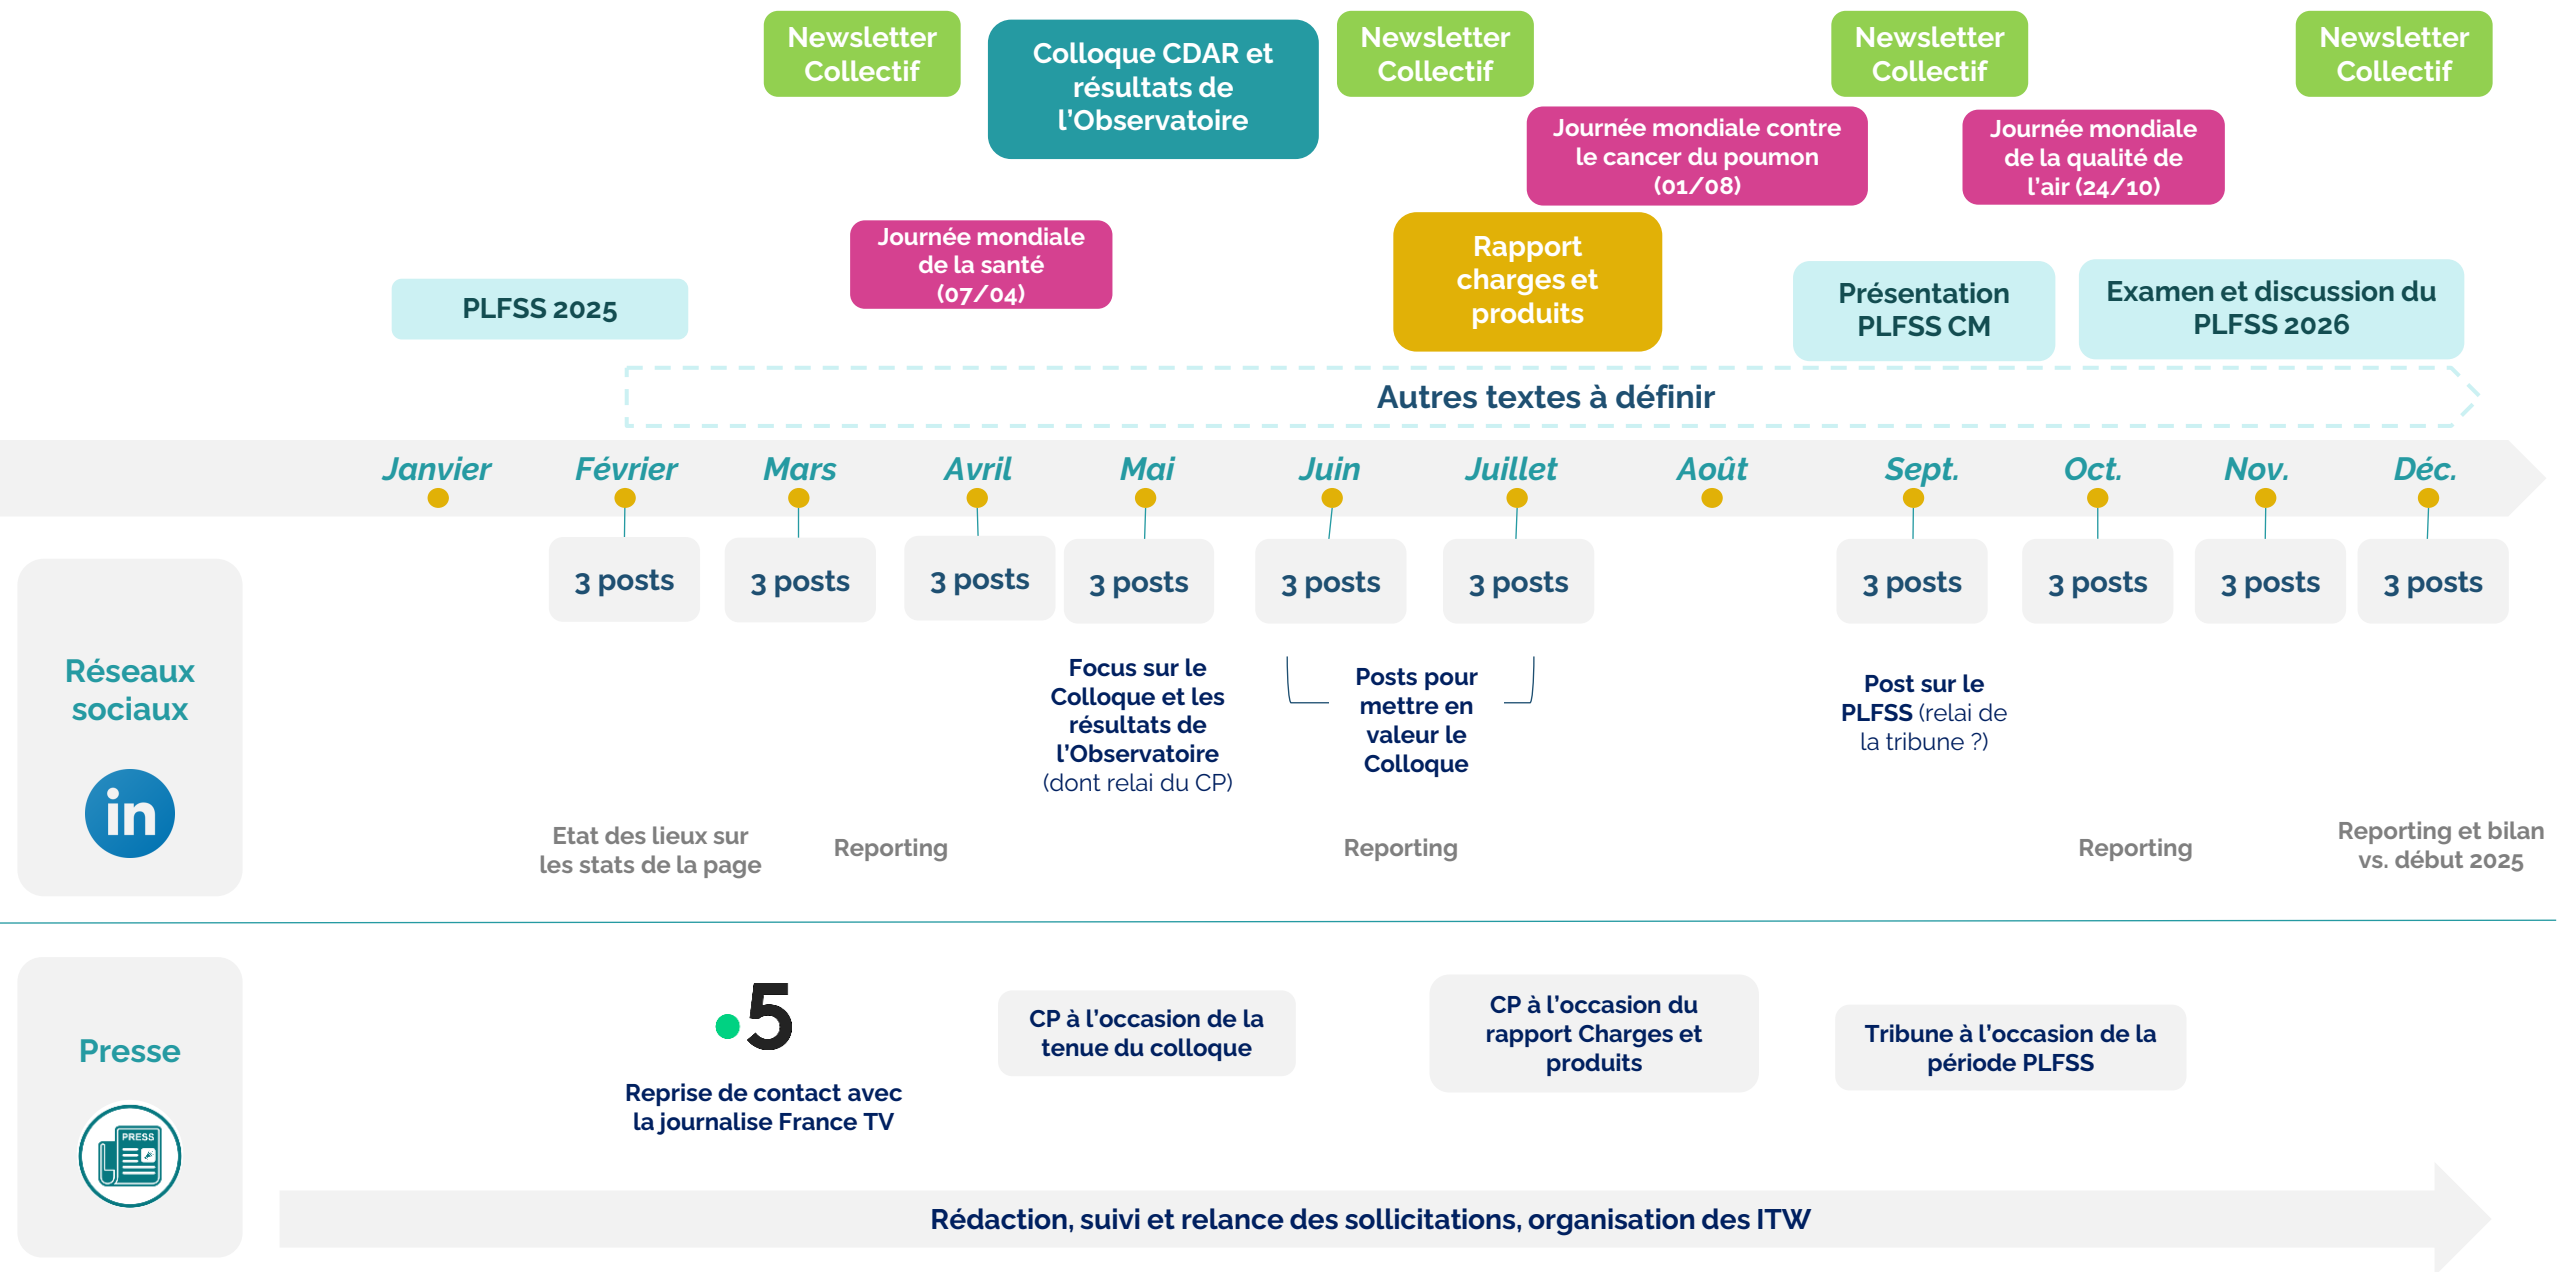 Newsletter
Collectif
Colloque CDAR et
résultats de
l'Observatoire
Newsletter
Collectif
Newsletter
Collectif
Newsletter
Collectif
Journée mondiale contre
le cancer du poumon
(01/08)
Journée mondiale
de la qualité de
l'air (24/10)
Journée mondiale
de la santé
(07/04)
Rapport
charges et
produits
PLFSS 2025
Présentation
PLFSS CM
Examen et discussion du
PLFSS 2026
Autres textes à définir
Janvier
Février
Mars
Avril
Mai
Juin
Juillet
Août
Sept.
Oct.
Nov.
Déc.
3 posts
3 posts
3 posts
3 posts
3 posts
3 posts
3 posts
3 posts
3 posts
3 posts
Réseaux
sociaux
in
Focus sur le
Colloque et les
résultats de
l'Observatoire
(dont relai du CP)
Posts pour
mettre en
valeur le
Colloque
Post sur le
PLFSS (relai de
la tribune ?)
Etat des lieux sur
les stats de la page
Reporting
Reporting
Reporting
Reporting et bilan
vs. début 2025
Presse
PRESS
5
Reprise de contact avec
la journalise France TV
CP à l'occasion de la
tenue du colloque
CP à l'occasion du
rapport Charges et
produits
Tribune à l'occasion de la
période PLFSS
Rédaction, suivi et relance des sollicitations, organisation des ITW